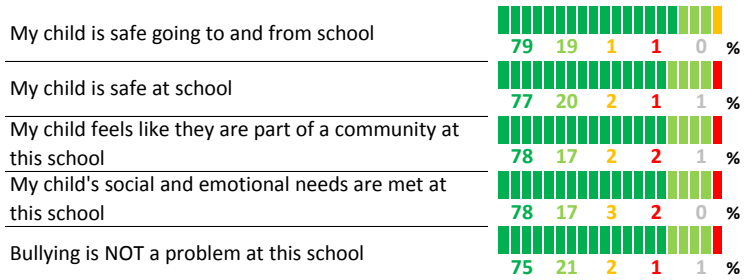 My child is safe going to and from school
79 19 1 1 0 %
My child is safe at school
77 20 2 1 1 %
My child feels like they are part of a community at
this school
78 17 2 2 1 %
My child's social and emotional needs are met at
this school
78 17 3 2 0 %
Bullying is NOT a problem at this school
75 21 2 1 1 %